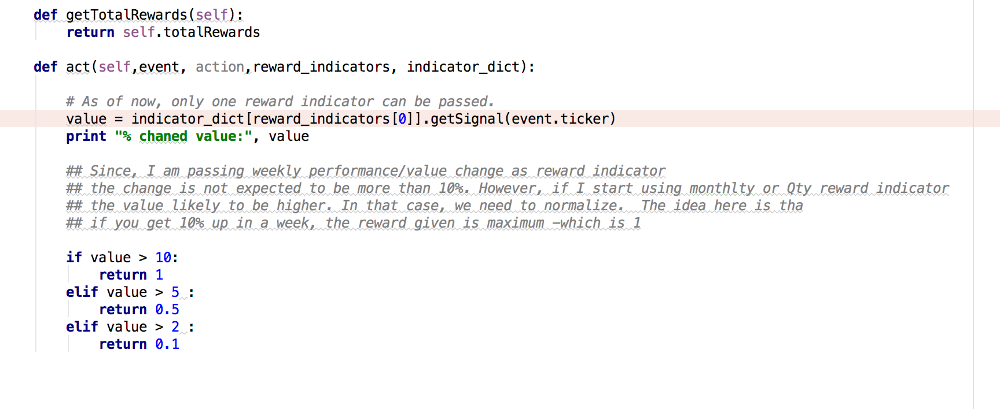 def getTotalRewards(self):
return self.totalRewards
def act(self,event, action,reward_indicators, indicator_dict):
# As of now, only one reward indicator can be passed.
value = indicator_dict[reward_indicators[0]].getSignal(event.ticker)
print "% chaned value:", value
## Since, I am passing weekly performance/value change as reward indicator
## the change is not expected to be more than 10%. However, if I start using monthlty or Qty reward indicator
## the value likely to be higher. In that case, we need to normalize.  The idea here is tha
## if you get 10% up in a week, the reward given is maximum –which is 1
if value > 10:
return 1
elif value > 5 :
return 0.5
elif value > 2 :
return 0.1